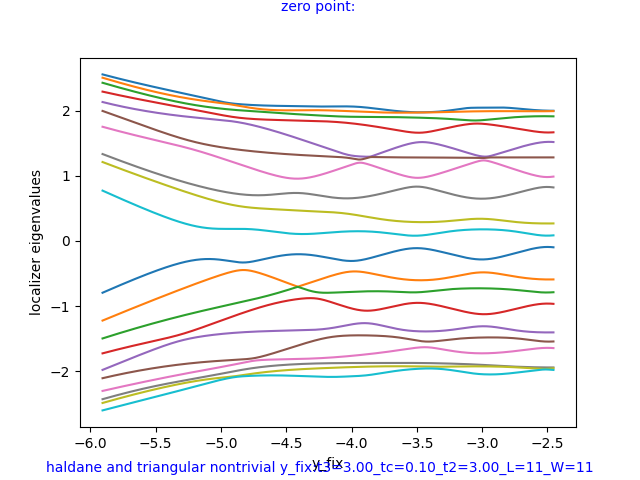 zero point:
localizer eigenvalues
2
1
0
−1
−2
−6.0 −5.5 −5.0 −4.5 −4.0 −3.5 −3.0 −2.5
y_fix
haldane and triangular nontrivial y_fix:t3=3.00_tc=0.10_t2=3.00_L=11_W=11